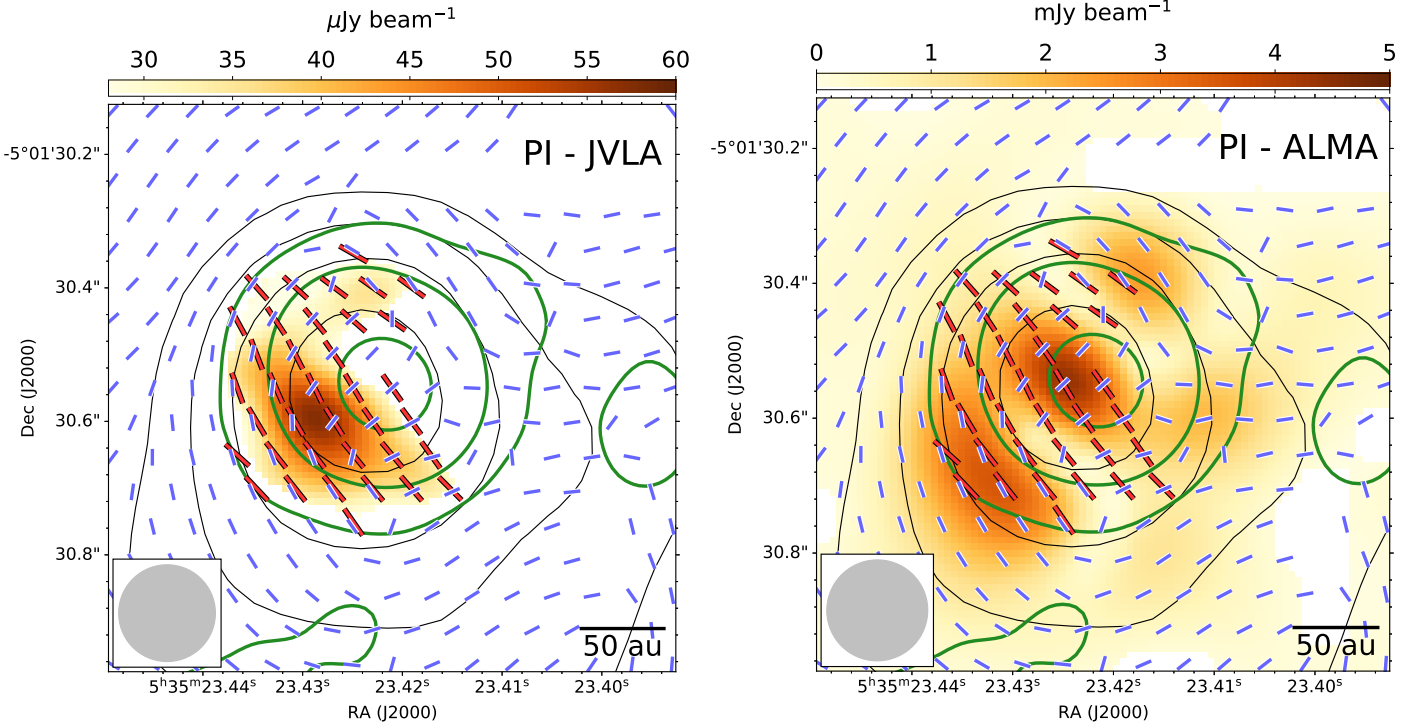 μJy beam⁻¹
30 35 40 45 50 55 60
PI - JVLA
-5°01'30.2"
30.4"
30.6"
30.8"
Dec (J2000)
50 au
5ʰ35ᵐ23.44ˢ 23.43ˢ 23.42ˢ 23.41ˢ 23.40ˢ
RA (J2000)
mJy beam⁻¹
0 1 2 3 4 5
PI - ALMA
-5°01'30.2"
30.4"
30.6"
30.8"
Dec (J2000)
50 au
5ʰ35ᵐ23.44ˢ 23.43ˢ 23.42ˢ 23.41ˢ 23.40ˢ
RA (J2000)